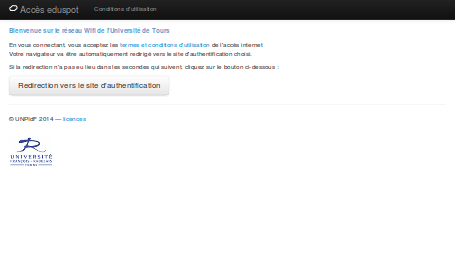 Accès eduspot
Conditions d'utilisation
Bienvenue sur le réseau Wifi de l'Université de Tours
En vous connectant, vous acceptez les termes et conditions d'utilisation de l'accès internet
Votre navigateur va être automatiquement redirigé vers le site d'authentification choisi.
Si la redirection n'a pas eu lieu dans les secondes qui suivent, cliquez sur le bouton ci-dessous :
Redirection vers le site d'authentification
© UNPIdF 2014 — licences
UNIVERSITÉ
FRANÇOIS - RABELAIS
TOURS